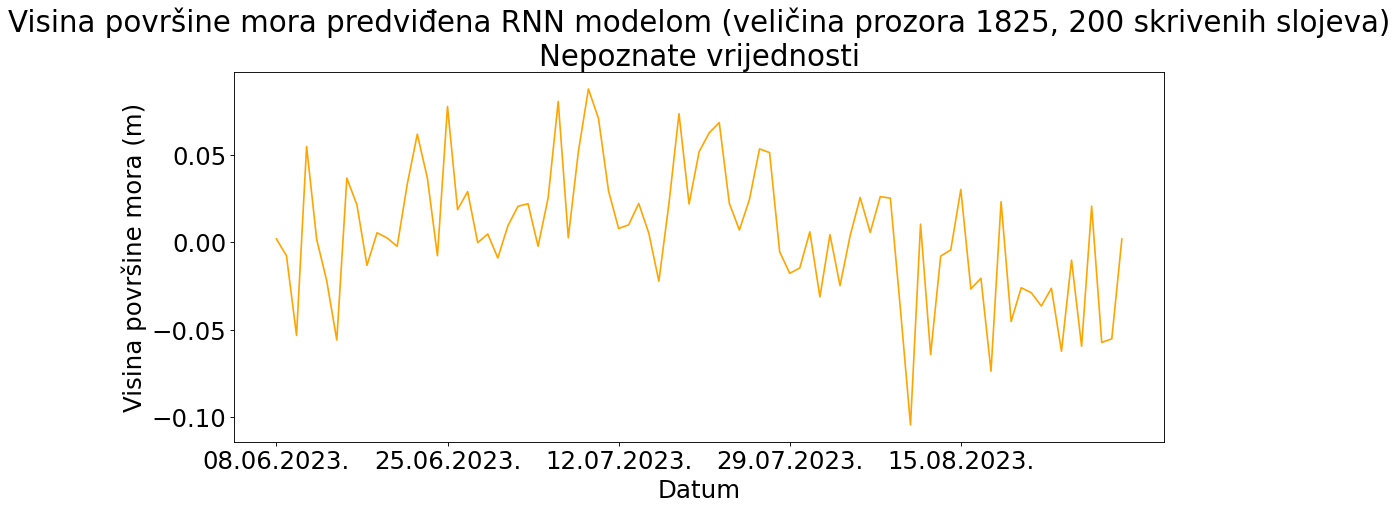 Visina površine mora predviđena RNN modelom (veličina prozora 1825, 200 skrivenih slojeva)
Nepoznate vrijednosti
Visina površine mora (m)
0.05
0.00
−0.05
−0.10
08.06.2023. 25.06.2023. 12.07.2023. 29.07.2023. 15.08.2023.
Datum